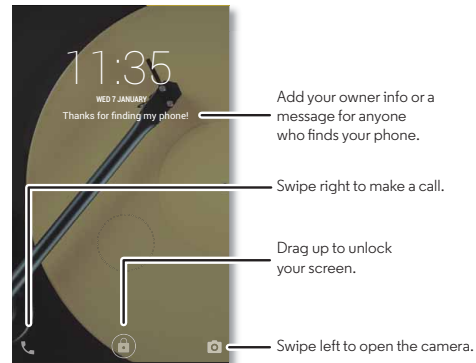 11:35
WED 7 JANUARY
Thanks for finding my phone!
Add your owner info or a
message for anyone
who finds your phone.
Swipe right to make a call.
Drag up to unlock
your screen.
Swipe left to open the camera.